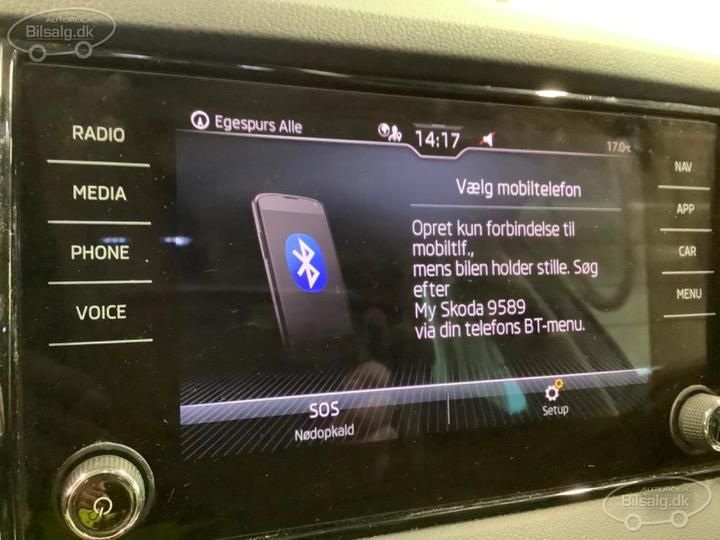 AUTOROLA
Bilsalg.dk
RADIO
MEDIA
PHONE
VOICE
Egespurs Alle
14:17
17.0°C
Vælg mobiltelefon
Opret kun forbindelse til
mobiltlf.,
mens bilen holder stille. Søg
efter
My Skoda 9589
via din telefons BT-menu.
SOS
Nødopkald
Setup
NAV
APP
CAR
MENU
AUTOROLA
Bilsalg.dk